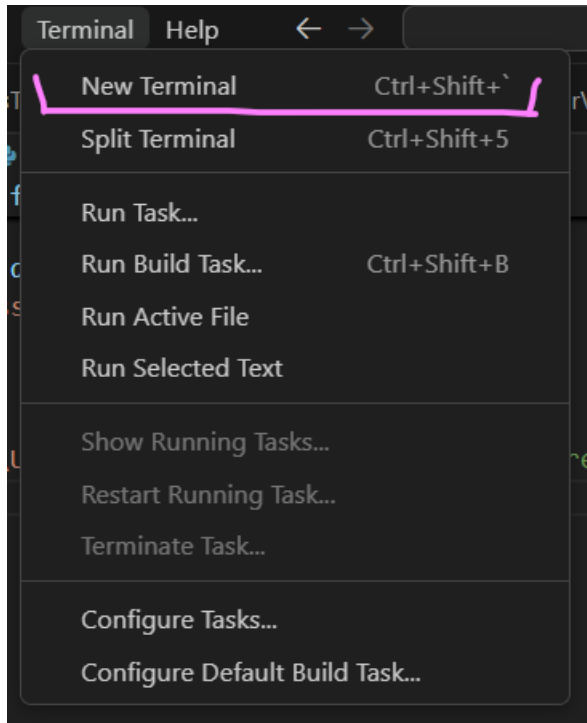 Terminal Help
New Terminal Ctrl+Shift+`
Split Terminal Ctrl+Shift+5
Run Task...
Run Build Task... Ctrl+Shift+B
Run Active File
Run Selected Text
Show Running Tasks...
Restart Running Task...
Terminate Task...
Configure Tasks...
Configure Default Build Task...